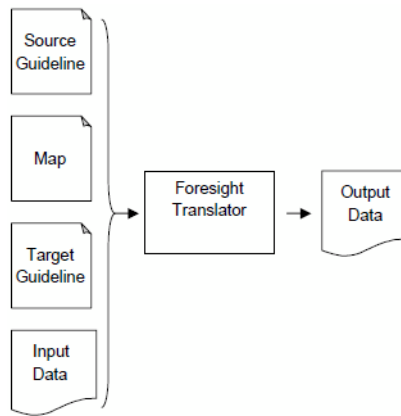 Source
Guideline
Map
Target
Guideline
Input
Data
Foresight
Translator
Output
Data